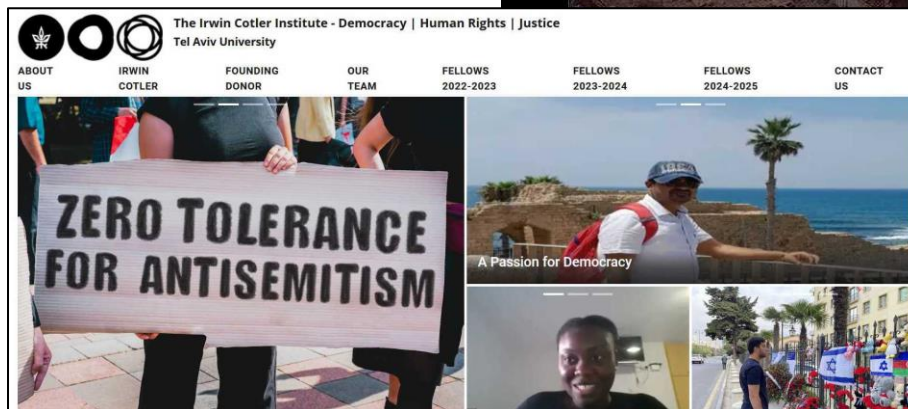 The Irwin Cotler Institute - Democracy | Human Rights | Justice
Tel Aviv University
ABOUT US
IRWIN COTLER
FOUNDING DONOR
OUR TEAM
FELLOWS 2022-2023
FELLOWS 2023-2024
FELLOWS 2024-2025
CONTACT US
ZERO TOLERANCE
FOR ANTISEMITISM
A Passion for Democracy